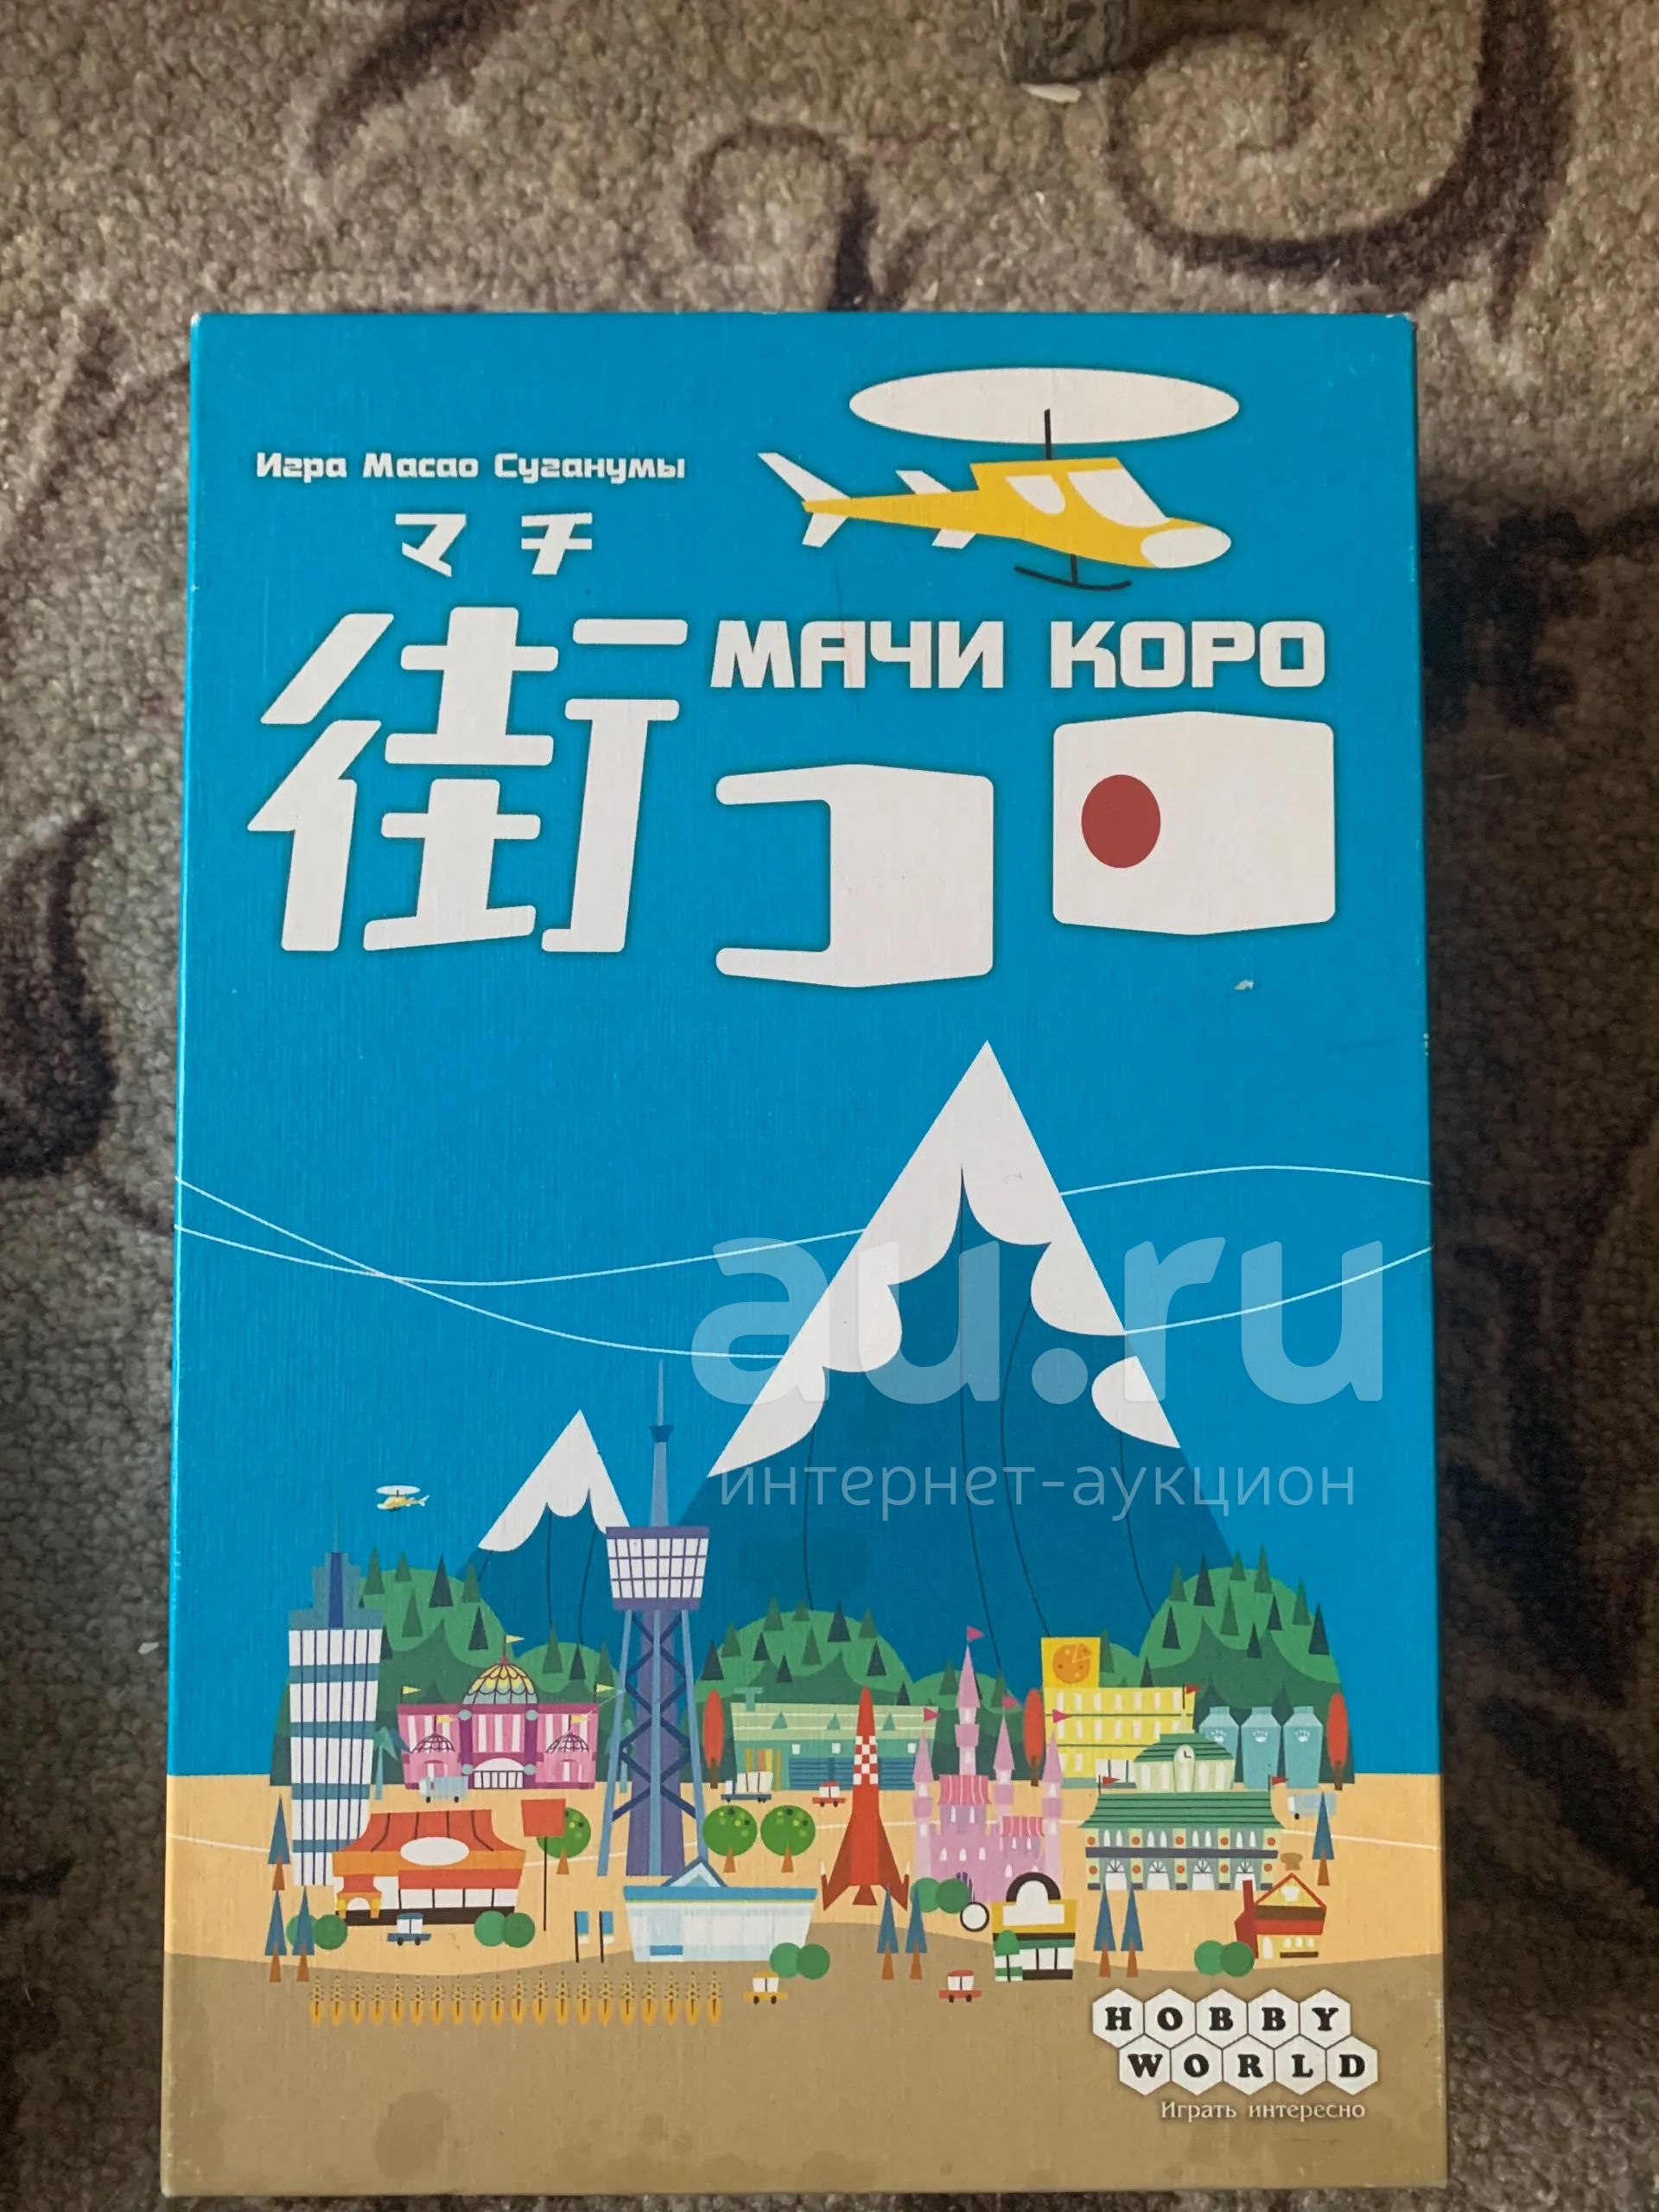 Игра Масао Суганумы
マチ
街コロ
МАЧИ КОРО
au.ru
интернет-аукцион
HOBBY
WORLD
Играть интересно